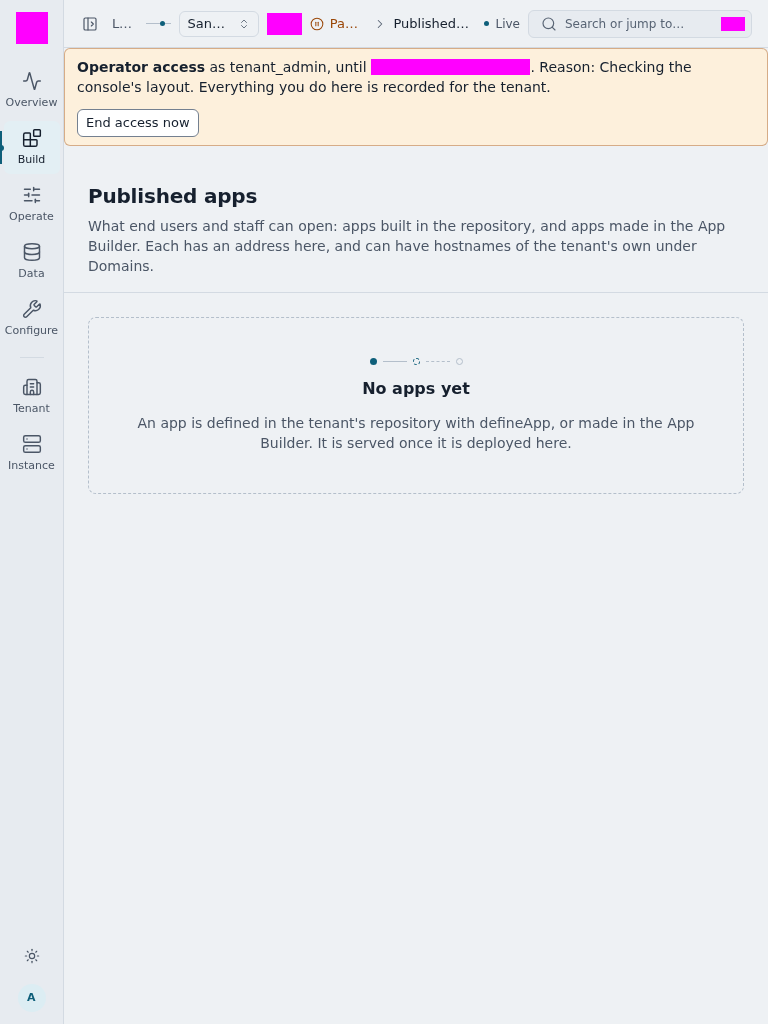 L...
San...
Pa...
Published...
Live
Search or jump to...
Overview
Build
Operate
Data
Configure
Tenant
Instance
A
Operator access as tenant_admin, until . Reason: Checking the
console's layout. Everything you do here is recorded for the tenant.
End access now
Published apps
What end users and staff can open: apps built in the repository, and apps made in the App
Builder. Each has an address here, and can have hostnames of the tenant's own under
Domains.
No apps yet
An app is defined in the tenant's repository with defineApp, or made in the App
Builder. It is served once it is deployed here.